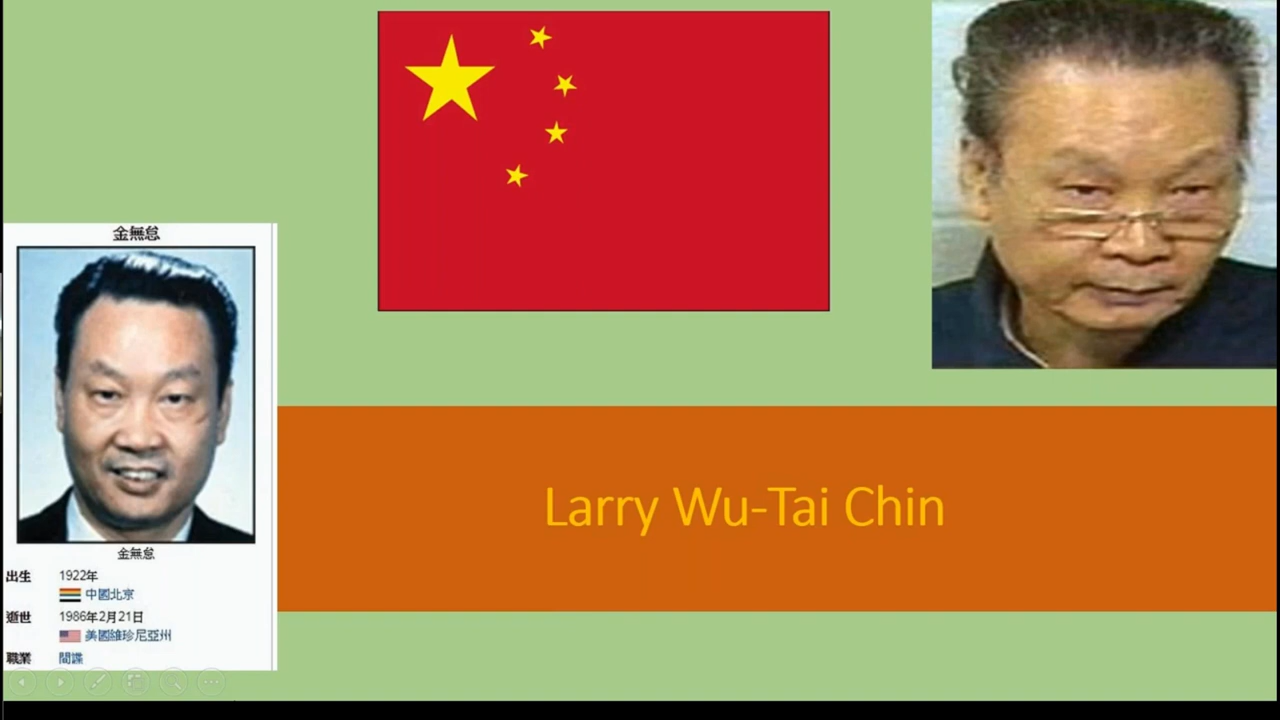 金無怠
金無怠
出生 1922年
中國北京
逝世 1986年2月21日
美國維珍尼亞州
職業 間諜
Larry Wu-Tai Chin